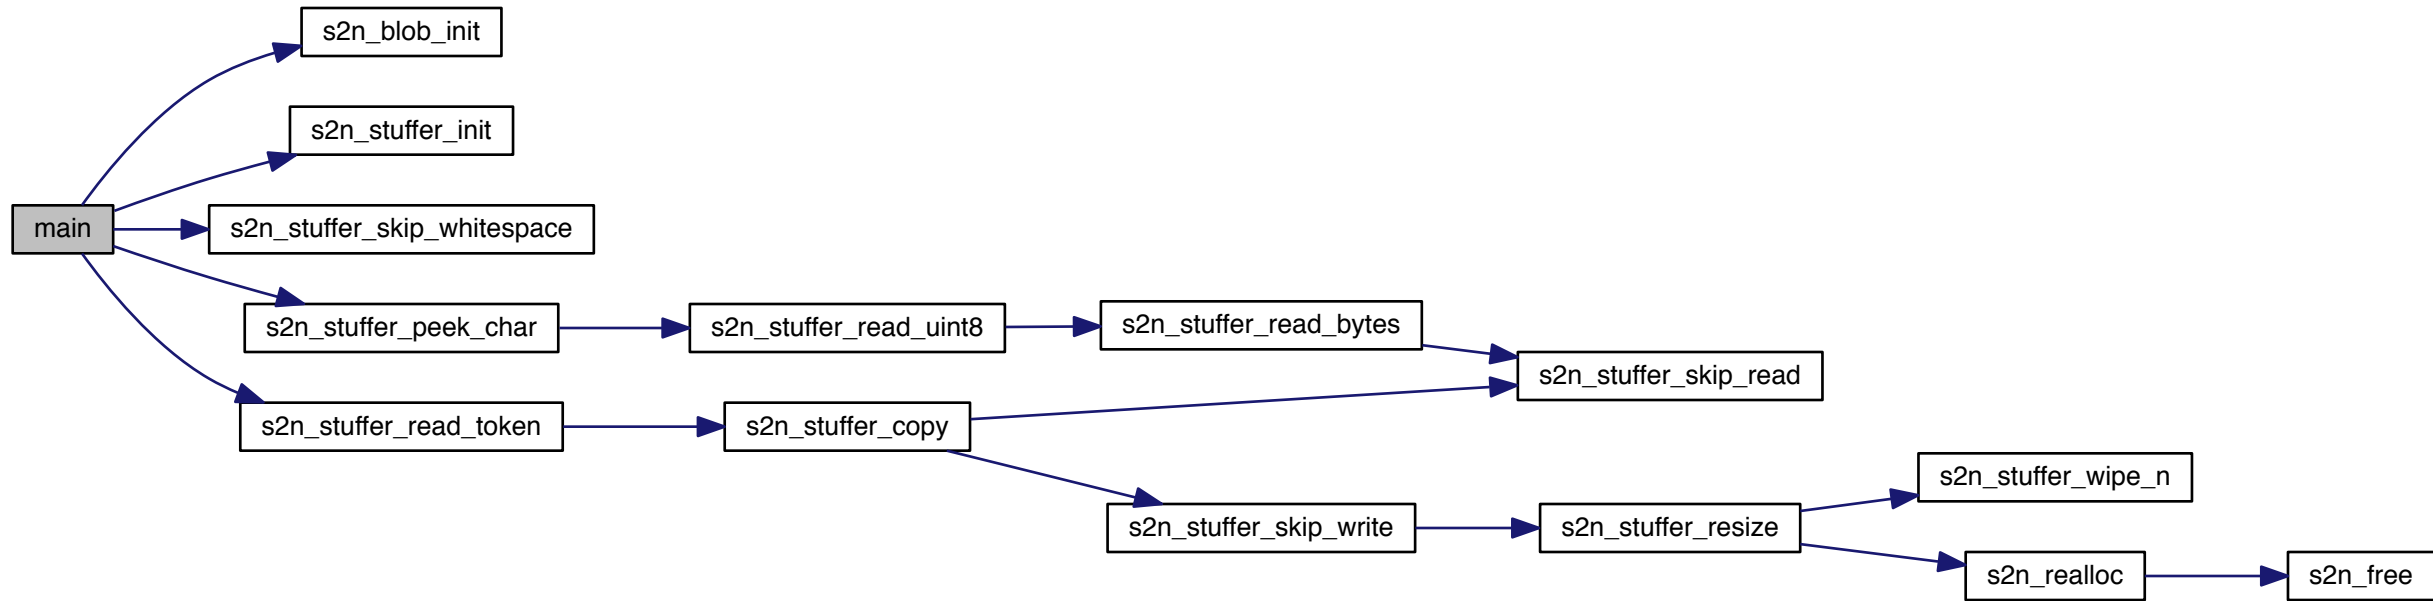 s2n_blob_init
s2n_stuffer_init
main
s2n_stuffer_skip_whitespace
s2n_stuffer_peek_char
s2n_stuffer_read_uint8
s2n_stuffer_read_bytes
s2n_stuffer_skip_read
s2n_stuffer_read_token
s2n_stuffer_copy
s2n_stuffer_skip_write
s2n_stuffer_resize
s2n_stuffer_wipe_n
s2n_realloc
s2n_free